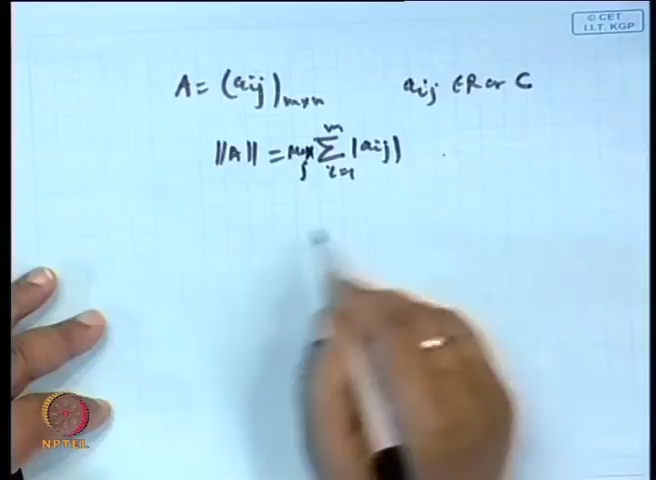 © CET
I.I.T. KGP
A = (aij)m×n aij ∈ R or C
||A|| = Max j ∑ i=1 m |aij|
NPTEL